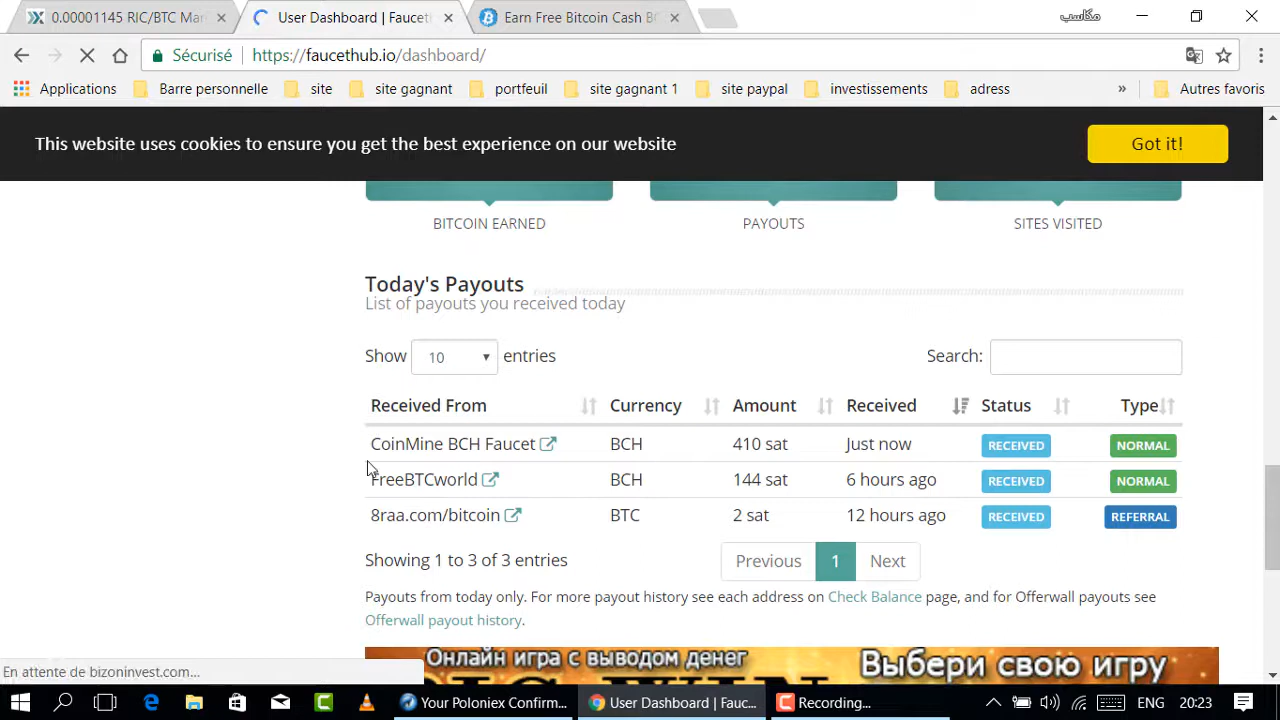 0.00001145 RIC/BTC Mar
User Dashboard | Fauceth
Earn Free Bitcoin Cash BC
مكاسب
Sécurisé
https://faucethub.io/dashboard/
Applications
Barre personnelle
site
site gagnant
portfeuil
site gagnant 1
site paypal
investissements
adress
»
Autres favoris
This website uses cookies to ensure you get the best experience on our website
Got it!
BITCOIN EARNED
PAYOUTS
SITES VISITED
Today's Payouts
List of payouts you received today
Show 10 entries
Search:
Received From Currency Amount Received Status Type
CoinMine BCH Faucet BCH 410 sat Just now RECEIVED NORMAL
FreeBTCworld BCH 144 sat 6 hours ago RECEIVED NORMAL
8raa.com/bitcoin BTC 2 sat 12 hours ago RECEIVED REFERRAL
Showing 1 to 3 of 3 entries
Previous 1 Next
Payouts from today only. For more payout history see each address on Check Balance page, and for Offerwall payouts see
Offerwall payout history.
Онлайн игра с выводом денег
Выбери свою игру
En attente de bizoninvest.com...
Your Poloniex Confirm...
User Dashboard | Fauc...
Recording...
ENG
20:23